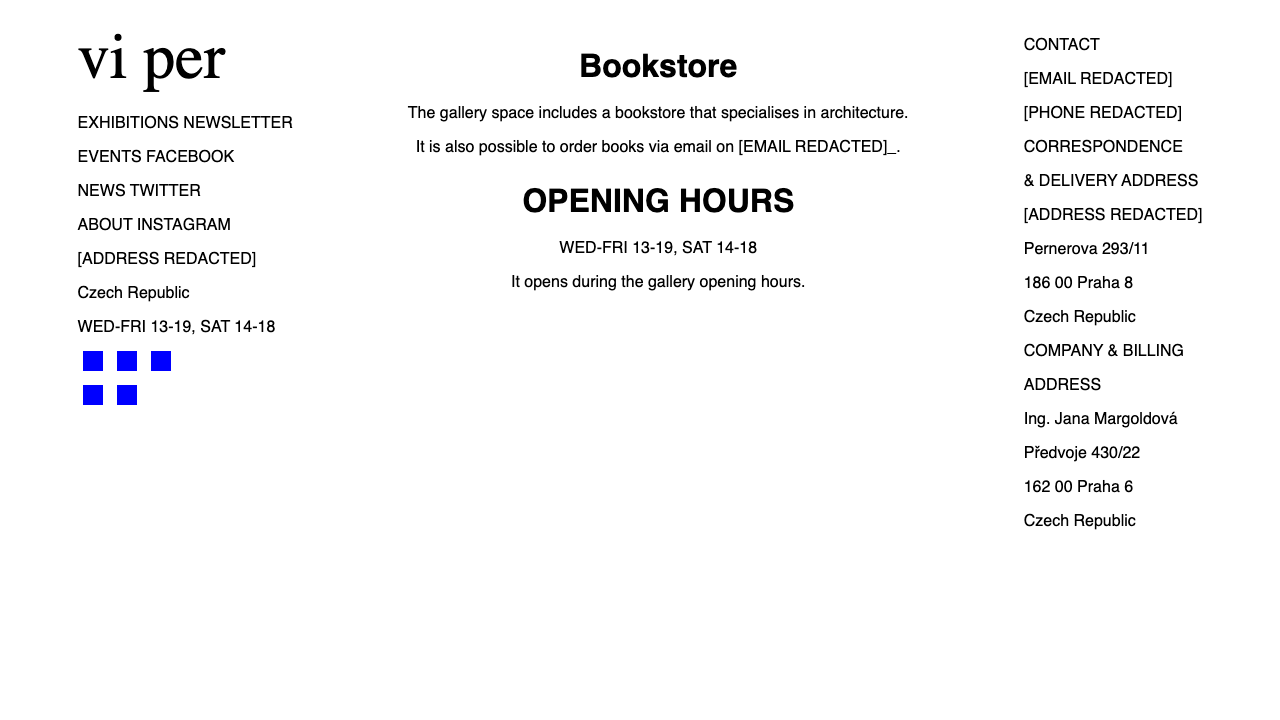 vi per
EXHIBITIONS NEWSLETTER
EVENTS FACEBOOK
NEWS TWITTER
ABOUT INSTAGRAM
[ADDRESS REDACTED]
Czech Republic
WED-FRI 13-19, SAT 14-18
Bookstore
The gallery space includes a bookstore that specialises in architecture.
It is also possible to order books via email on [EMAIL REDACTED]_.
OPENING HOURS
WED-FRI 13-19, SAT 14-18
It opens during the gallery opening hours.
CONTACT
[EMAIL REDACTED]
[PHONE REDACTED]
CORRESPONDENCE
& DELIVERY ADDRESS
[ADDRESS REDACTED]
Pernerova 293/11
186 00 Praha 8
Czech Republic
COMPANY & BILLING
ADDRESS
Ing. Jana Margoldová
Předvoje 430/22
162 00 Praha 6
Czech Republic